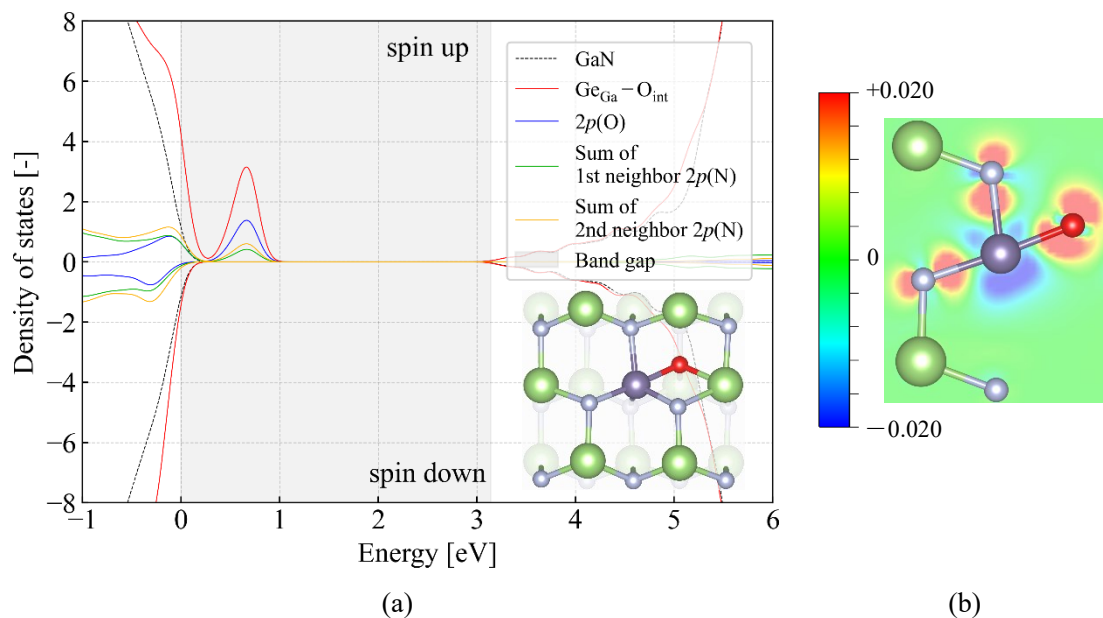 8
6
4
2
0
−2
−4
−6
−8
Density of states [-]
−1
0
1
2
3
4
5
6
Energy [eV]
spin up
spin down
GaN
Ge_Ga − O_int
2p(O)
Sum of
1st neighbor 2p(N)
Sum of
2nd neighbor 2p(N)
Band gap
(a)
+0.020
0
−0.020
(b)